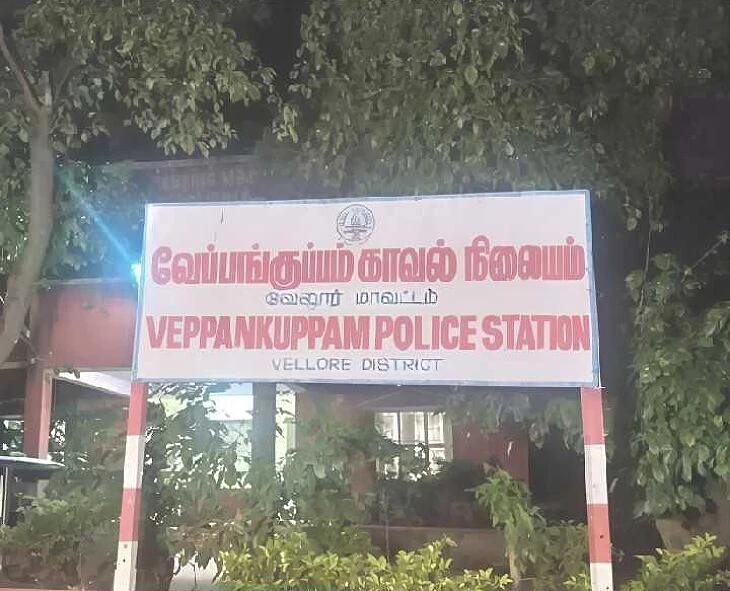 வேப்பங்குப்பம் காவல் நிலையம்
வேலூர் மாவட்டம்
VEPPANKUPPAM POLICE STATION
VELLORE DISTRICT